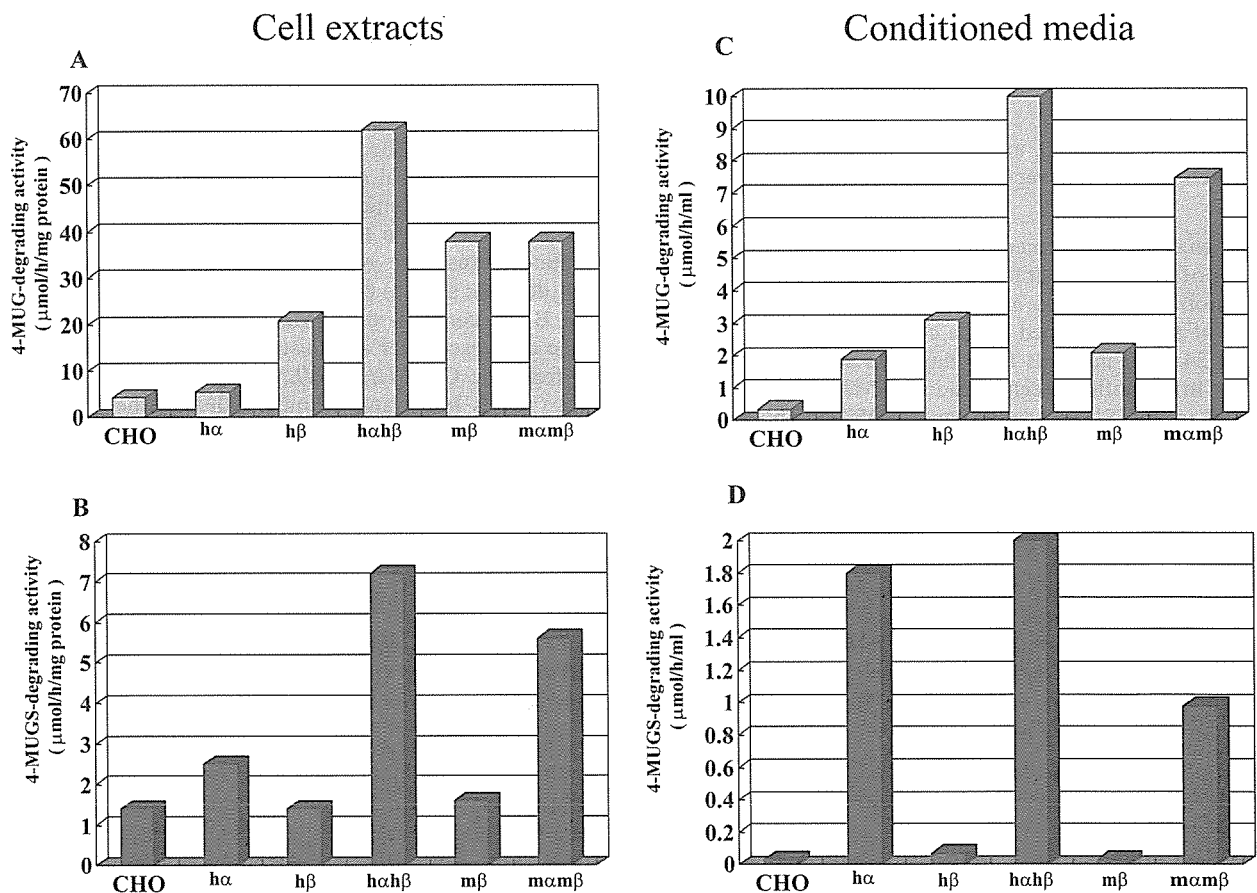 Cell extracts
A
4-MUG-degrading activity
( μmol/h/mg protein )
70
60
50
40
30
20
10
0
CHO hα hβ hαhβ mβ mαmβ
B
4-MUGS-degrading activity
( μmol/h/mg protein )
8
7
6
5
4
3
2
1
0
CHO hα hβ hαhβ mβ mαmβ
Conditioned media
C
4-MUG-degrading activity
( μmol/h/ml )
10
9
8
7
6
5
4
3
2
1
0
CHO hα hβ hαhβ mβ mαmβ
D
4-MUGS-degrading activity
( μmol/h/ml )
2
1.8
1.6
1.4
1.2
1
0.8
0.6
0.4
0.2
0
CHO hα hβ hαhβ mβ mαmβ